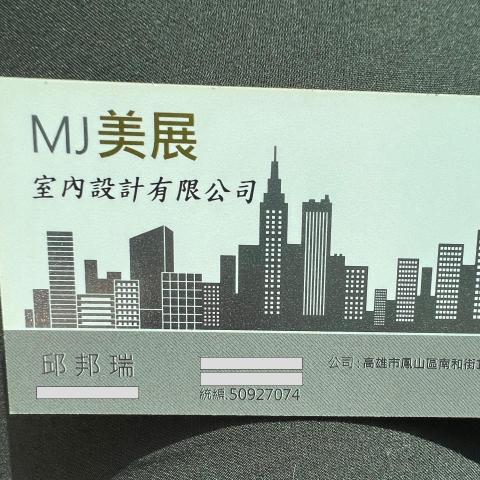 MJ美展
室內設計有限公司
邱邦瑞
統編.50927074
公司:高雄市鳳山區南和街